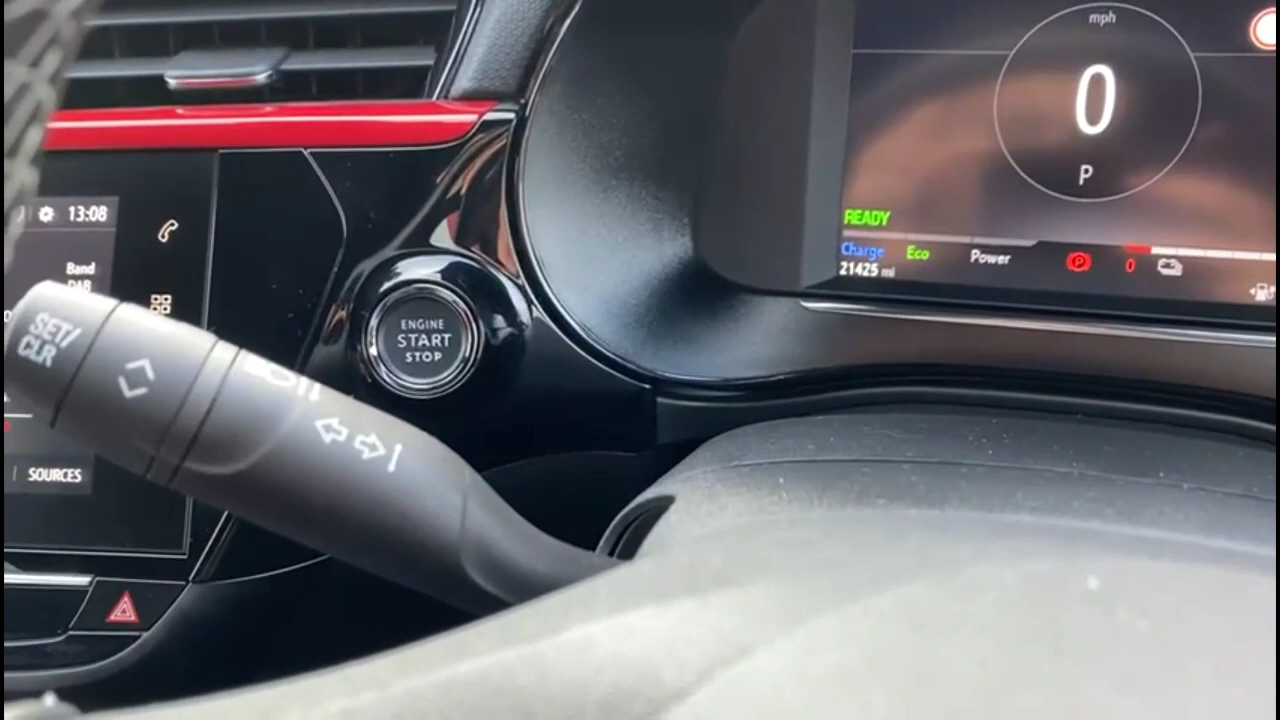 mph
0
P
READY
Charge Eco Power
21425 mi
0
13:08
Band
DAB
SET/
CLR
ENGINE
START
STOP
SOURCES